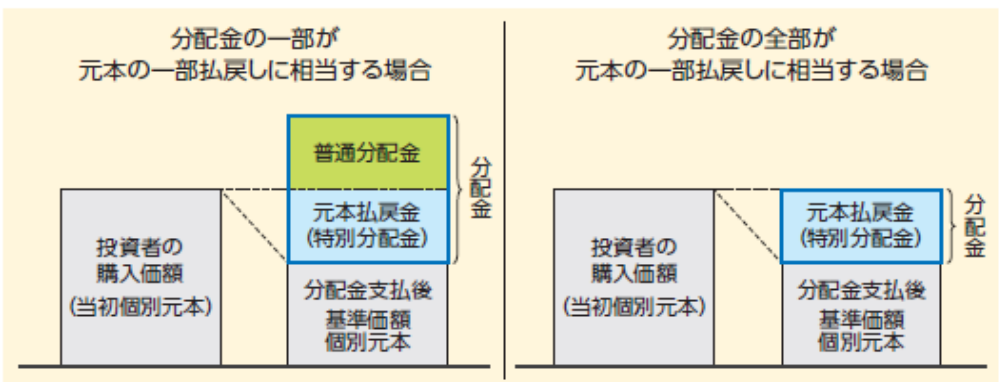 分配金の一部が
元本の一部払戻しに相当する場合
普通分配金
元本払戻金
(特別分配金)
分配金
投資者の
購入価額
(当初個別元本)
分配金支払後
基準価額
個別元本
分配金の全部が
元本の一部払戻しに相当する場合
元本払戻金
(特別分配金)
分配金
投資者の
購入価額
(当初個別元本)
分配金支払後
基準価額
個別元本